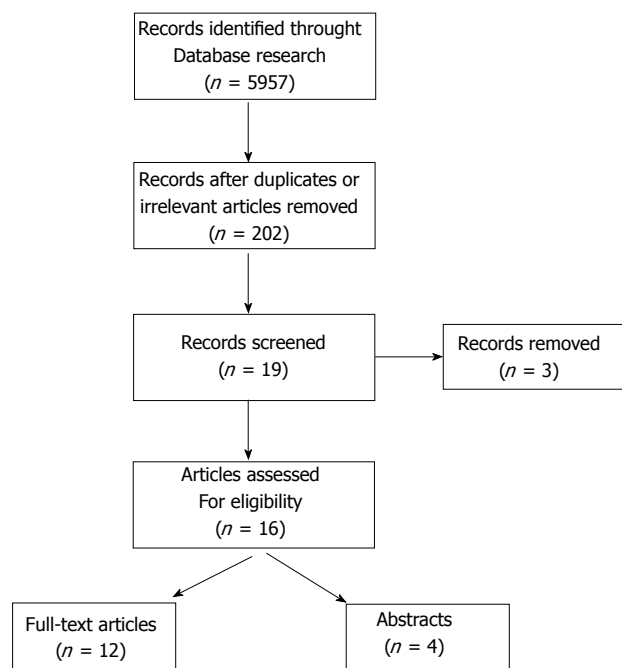 Records identified throught
Database research
(n = 5957)
Records after duplicates or
irrelevant articles removed
(n = 202)
Records screened
(n = 19)
Records removed
(n = 3)
Articles assessed
For eligibility
(n = 16)
Full-text articles
(n = 12)
Abstracts
(n = 4)